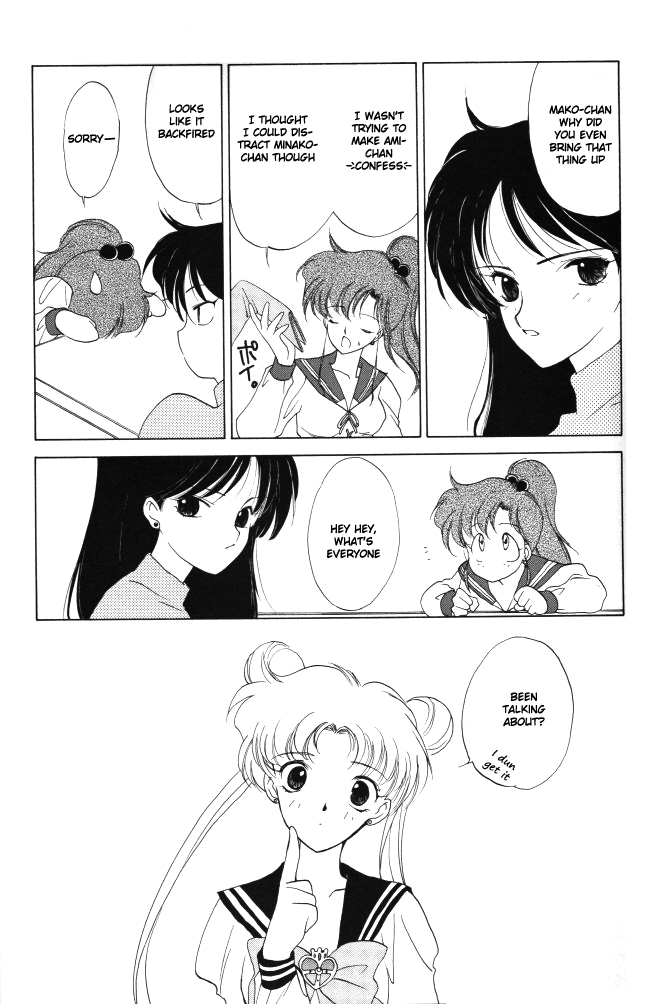 MAKO-CHAN
WHY DID
YOU EVEN
BRING THAT
THING UP
I WASN'T
TRYING TO
MAKE AMI-
CHAN
-CONFESS-
I THOUGHT
I COULD DIS-
TRACT MINAKO-
CHAN THOUGH
ポイ。
LOOKS
LIKE IT
BACKFIRED
SORRY—
HEY HEY,
WHAT'S
EVERYONE
BEEN
TALKING
ABOUT?
I dun
get it